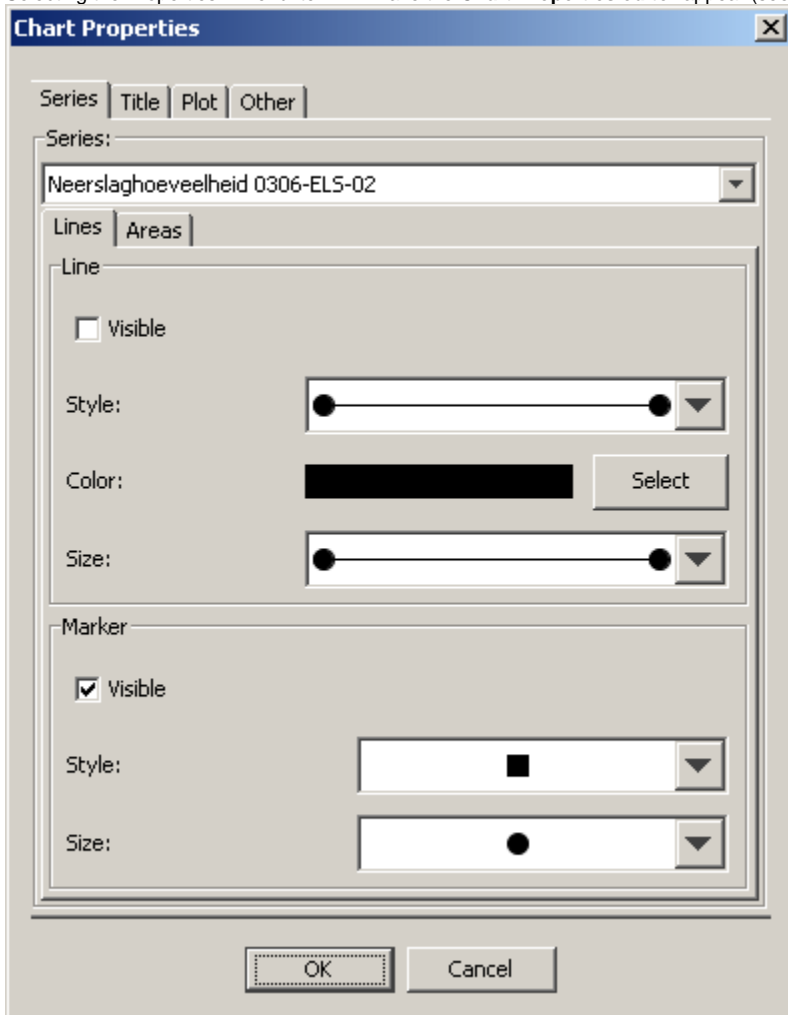 Chart Properties
Series Title Plot Other
Series:
Neerslaghoeveelheid 0306-ELS-02
Lines Areas
Line
Visible
Style:
Color: Select
Size:
Marker
Visible
Style:
Size:
OK Cancel